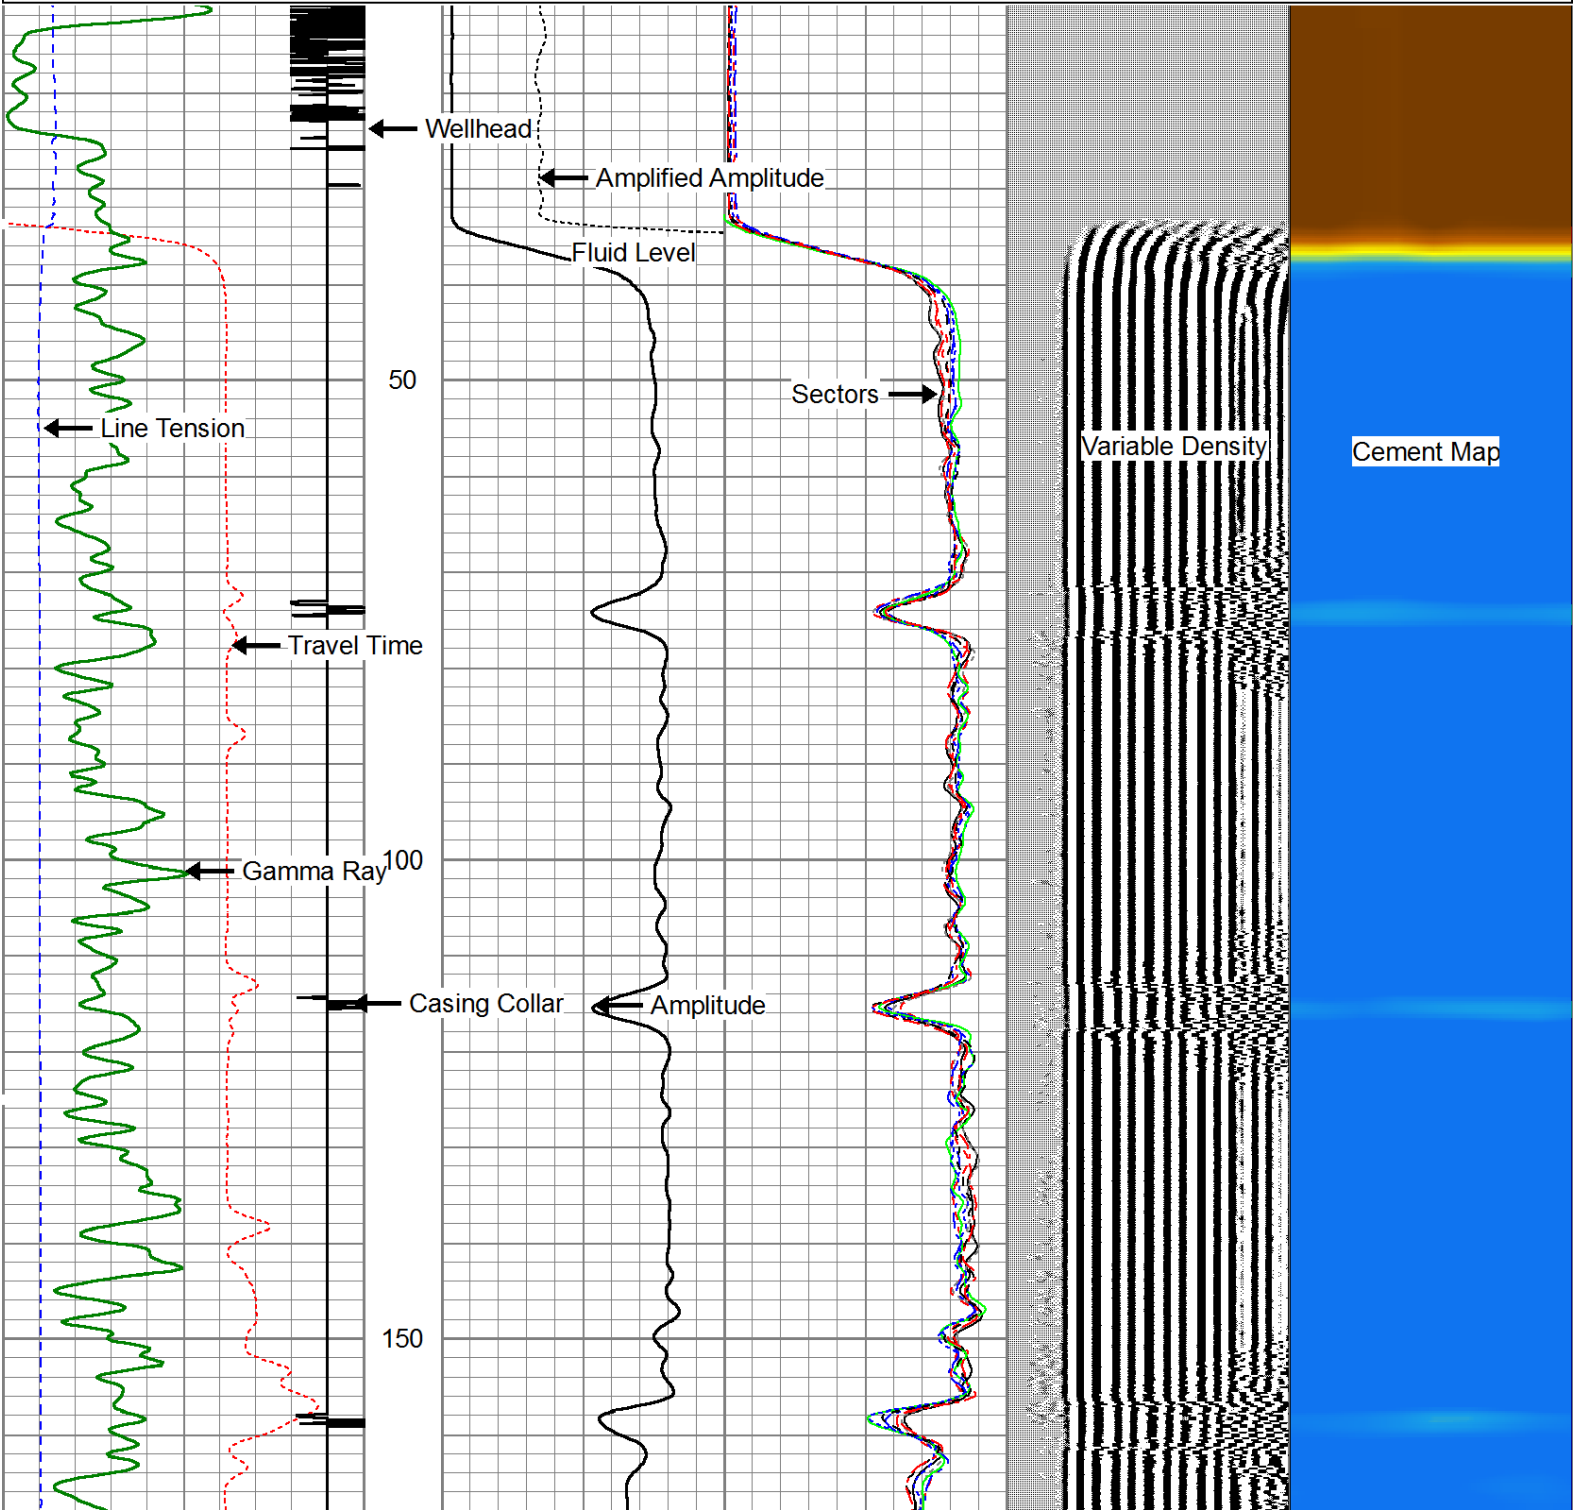 Wellhead
Amplified Amplitude
Fluid Level
50
Sectors
Line Tension
Variable Density
Cement Map
Travel Time
100
Gamma Ray
Casing Collar
Amplitude
150